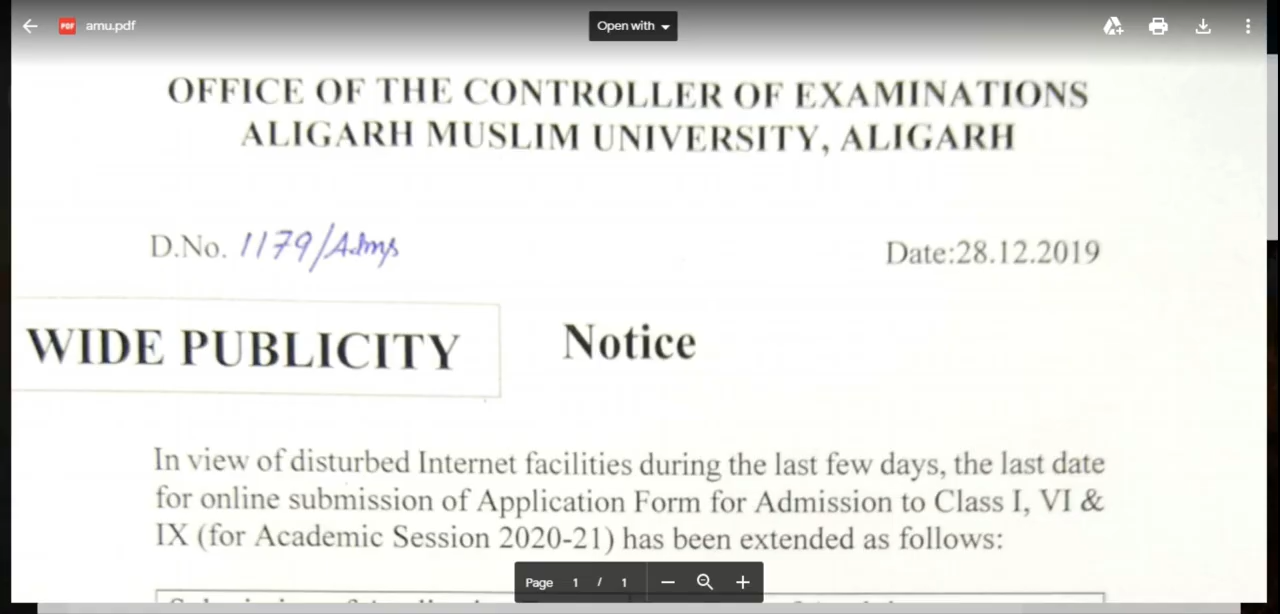 amu.pdf
Open with
OFFICE OF THE CONTROLLER OF EXAMINATIONS
ALIGARH MUSLIM UNIVERSITY, ALIGARH
D.No. 1179/Adms
Date:28.12.2019
WIDE PUBLICITY
Notice
In view of disturbed Internet facilities during the last few days, the last date
for online submission of Application Form for Admission to Class I, VI &
IX (for Academic Session 2020-21) has been extended as follows:
Page 1 / 1